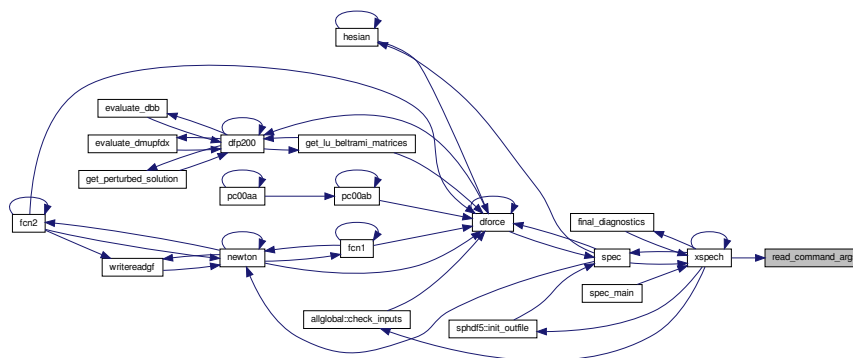 hesian
evaluate_dbb
evaluate_dmupfdx
dfp200
get_lu_beltrami_matrices
get_perturbed_solution
pc00aa
pc00ab
fcn2
dforce
final_diagnostics
fcn1
newton
spec
xspech
read_command_arg
writereadgf
spec_main
allglobal::check_inputs
sphdf5::init_outfile